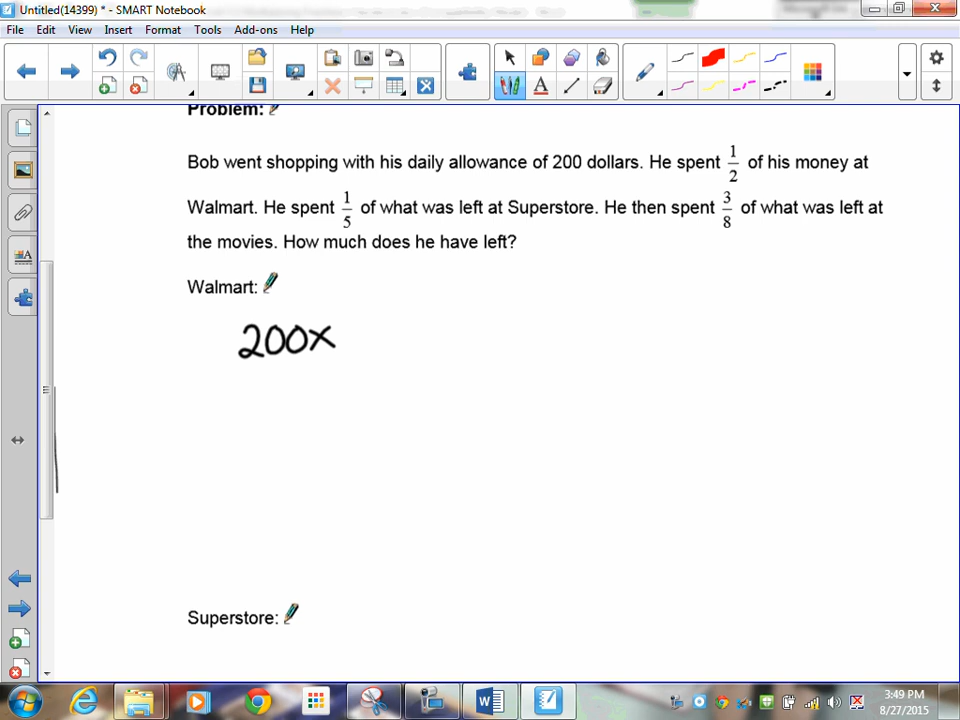 Untitled(14399) * - SMART Notebook
File Edit View Insert Format Tools Add-ons Help
Problem:
Bob went shopping with his daily allowance of 200 dollars. He spent 1/2 of his money at
Walmart. He spent 1/5 of what was left at Superstore. He then spent 3/8 of what was left at
the movies. How much does he have left?
Walmart:
200x
Superstore:
3:49 PM
8/27/2015